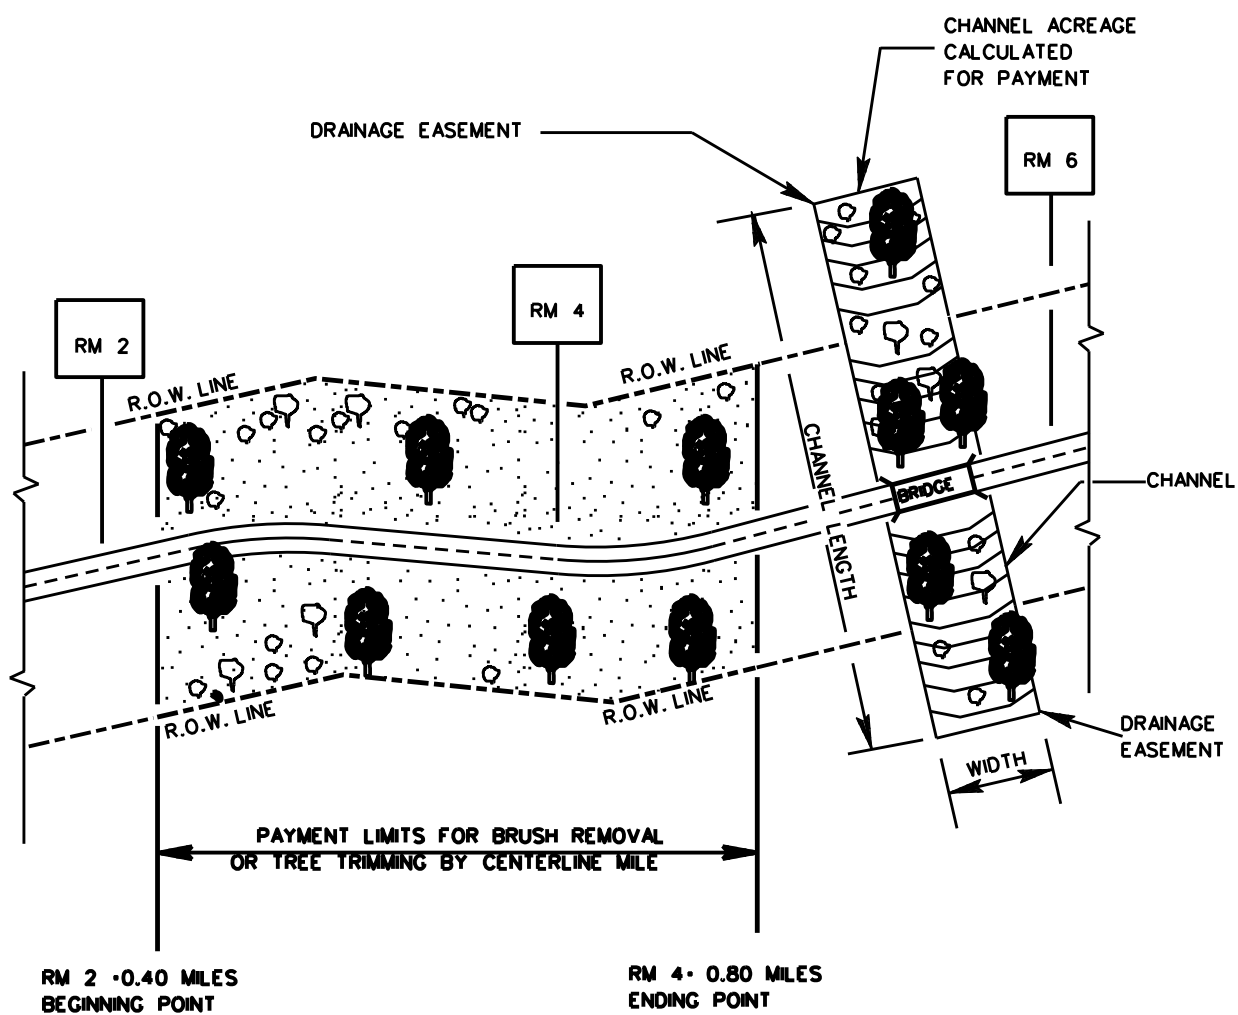 CHANNEL ACREAGE
CALCULATED
FOR PAYMENT
DRAINAGE EASEMENT
RM 6
RM 4
RM 2
R.O.W. LINE
R.O.W. LINE
CHANNEL LENGTH
BRIDGE
CHANNEL
R.O.W. LINE
R.O.W. LINE
DRAINAGE
EASEMENT
WIDTH
PAYMENT LIMITS FOR BRUSH REMOVAL
OR TREE TRIMMING BY CENTERLINE MILE
RM 2 •0.40 MILES
BEGINNING POINT
RM 4• 0.80 MILES
ENDING POINT